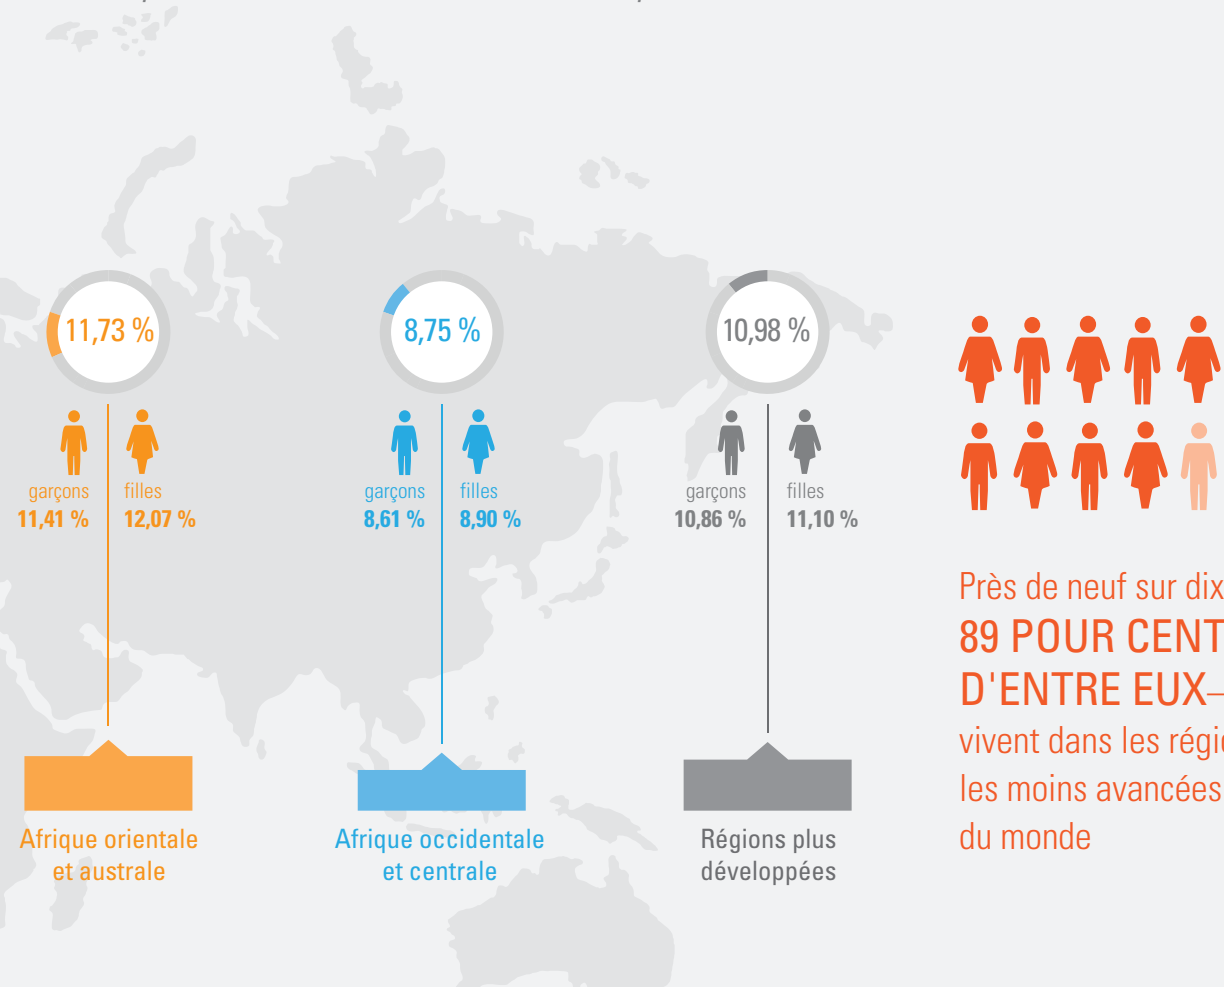 11,73 %
garçons
11,41 %
filles
12,07 %
Afrique orientale
et australe
8,75 %
garçons
8,61 %
filles
8,90 %
Afrique occidentale
et centrale
10,98 %
garçons
10,86 %
filles
11,10 %
Régions plus
développées
Près de neuf sur dix
89 POUR CENT
D'ENTRE EUX–
vivent dans les
les moins avancées
du monde